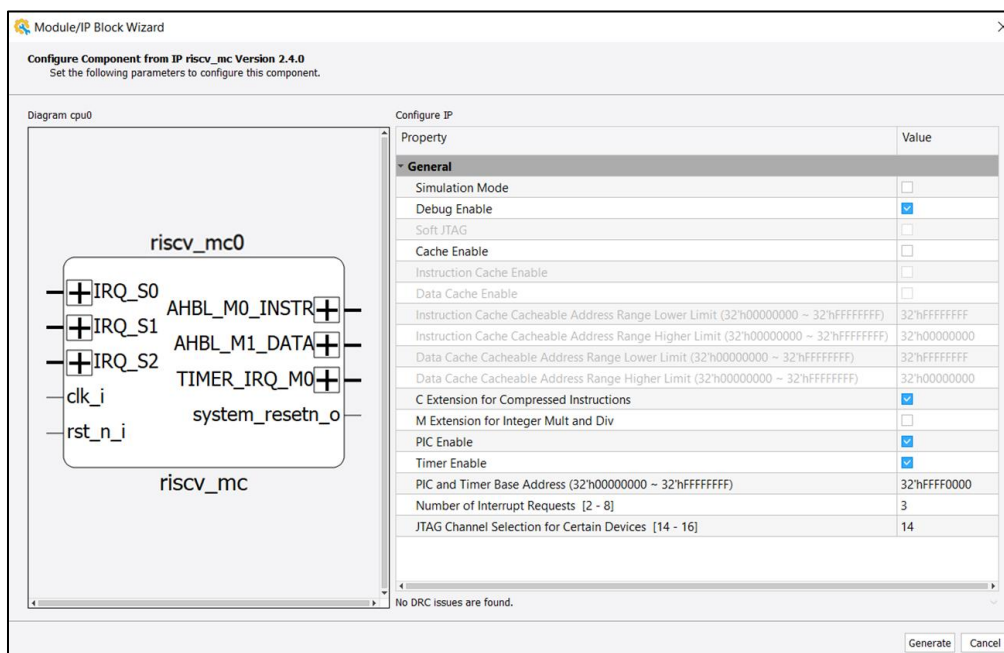 Module/IP Block Wizard
Configure Component from IP riscv_mc Version 2.4.0
Set the following parameters to configure this component.
Diagram cpu0
riscv_mc0
IRQ_S0
IRQ_S1
IRQ_S2
clk_i
rst_n_i
AHBL_M0_INSTR
AHBL_M1_DATA
TIMER_IRQ_M0
system_resetn_o
riscv_mc
Configure IP
Property Value
General
Simulation Mode
Debug Enable
Soft JTAG
Cache Enable
Instruction Cache Enable
Data Cache Enable
Instruction Cache Cacheable Address Range Lower Limit (32'h00000000 ~ 32'hFFFFFFFF) 32'hFFFFFFFF
Instruction Cache Cacheable Address Range Higher Limit (32'h00000000 ~ 32'hFFFFFFFF) 32'h00000000
Data Cache Cacheable Address Range Lower Limit (32'h00000000 ~ 32'hFFFFFFFF) 32'hFFFFFFFF
Data Cache Cacheable Address Range Higher Limit (32'h00000000 ~ 32'hFFFFFFFF) 32'h00000000
C Extension for Compressed Instructions
M Extension for Integer Mult and Div
PIC Enable
Timer Enable
PIC and Timer Base Address (32'h00000000 ~ 32'hFFFFFFFF) 32'hFFFF0000
Number of Interrupt Requests [2 - 8] 3
JTAG Channel Selection for Certain Devices [14 - 16] 14
No DRC issues are found.
Generate Cancel